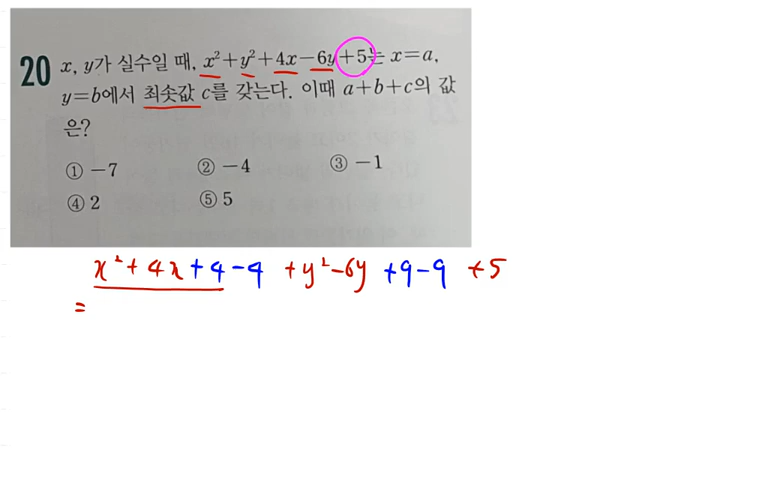 20 x, y가 실수일 때, x²+y²+4x-6y+5는 x=a,
y=b에서 최솟값 c를 갖는다. 이때 a+b+c의 값
은?
① -7 ② -4 ③ -1
④ 2 ⑤ 5
x²+4x+4-4 +y²-6y +9-9 +5
=